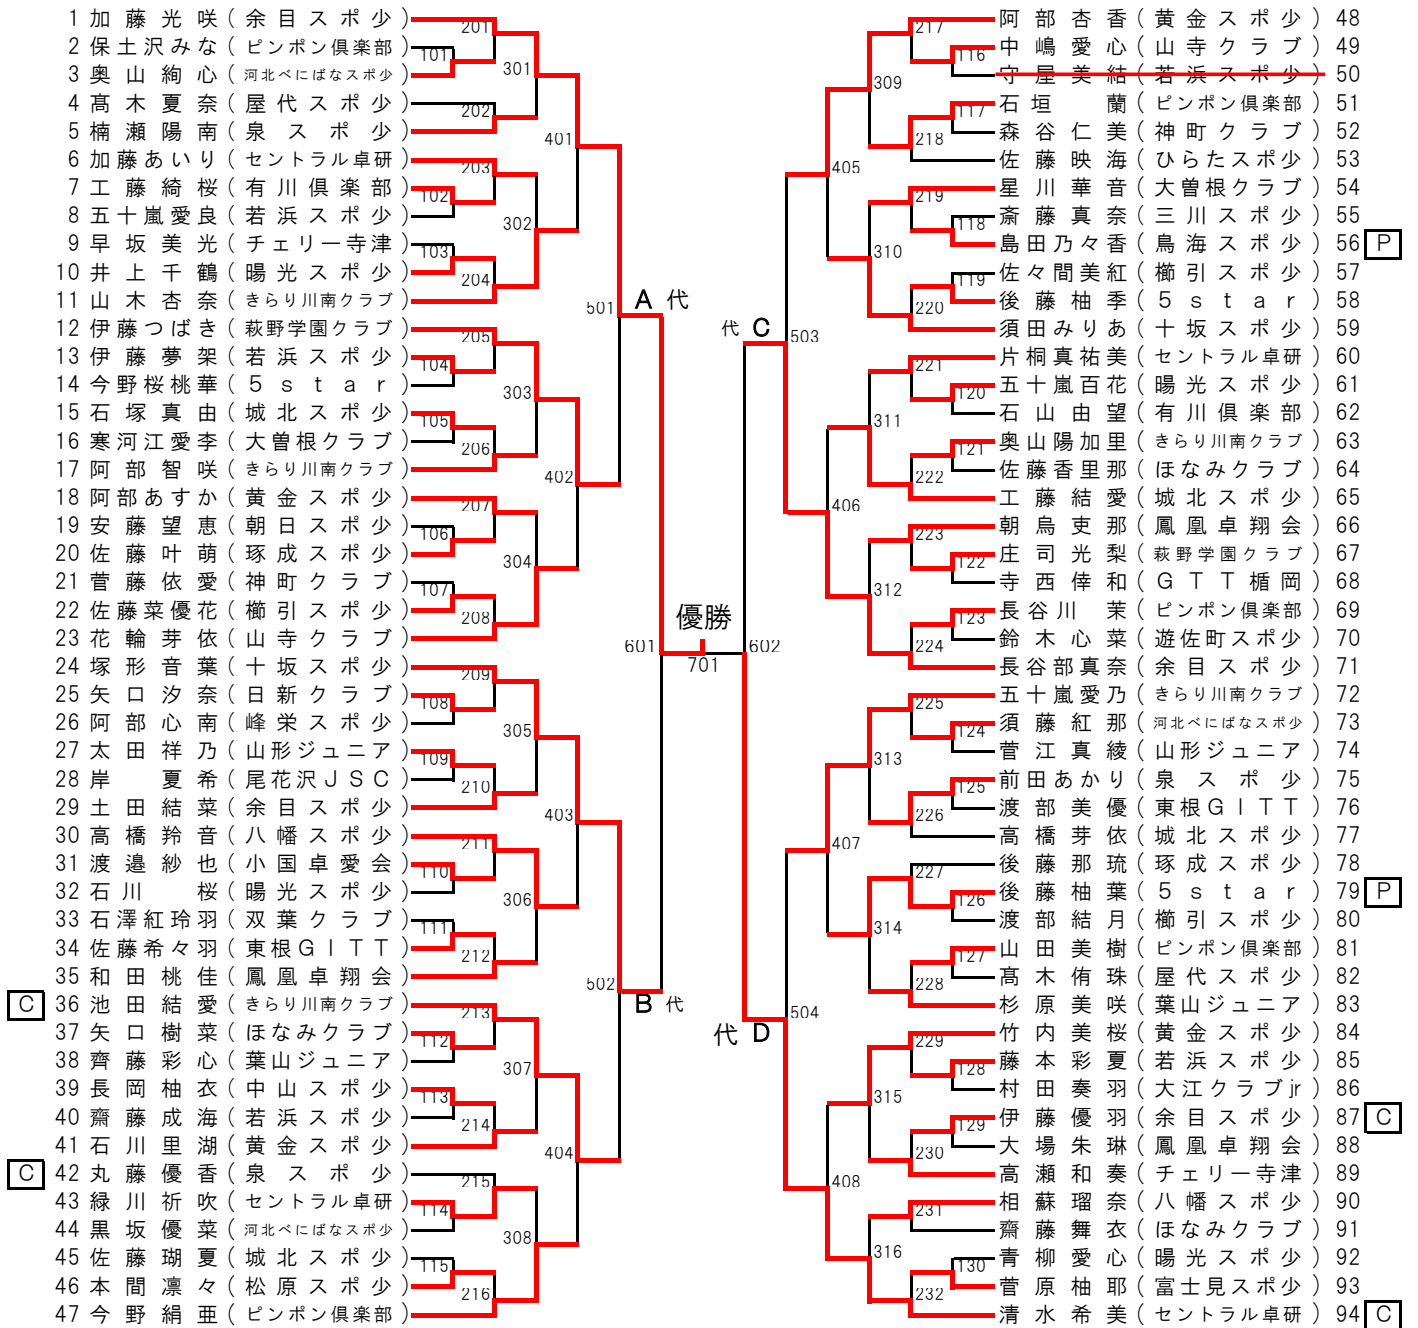 1 加藤光咲(余目スポ少)
2 保土沢みな(ピンポン倶楽部)
3 奥山絢心(河北べにばなスポ少)
4 髙木夏奈(屋代スポ少)
5 楠瀬陽南(泉スポ少)
6 加藤あいり(セントラル卓研)
7 工藤綺桜(有川倶楽部)
8 五十嵐愛良(若浜スポ少)
9 早坂美光(チェリー寺津)
10 井上千鶴(暘光スポ少)
11 山木杏奈(きらり川南クラブ)
12 伊藤つばき(萩野学園クラブ)
13 伊藤夢架(若浜スポ少)
14 今野桜桃華(5star)
15 石塚真由(城北スポ少)
16 寒河江愛李(大曽根クラブ)
17 阿部智咲(きらり川南クラブ)
18 阿部あすか(黄金スポ少)
19 安藤望恵(朝日スポ少)
20 佐藤叶萌(琢成スポ少)
21 菅藤依愛(神町クラブ)
22 佐藤菜優花(櫛引スポ少)
23 花輪芽依(山寺クラブ)
24 塚形音葉(十坂スポ少)
25 矢口汐奈(日新クラブ)
26 阿部心南(峰栄スポ少)
27 太田祥乃(山形ジュニア)
28 岸夏希(尾花沢JSC)
29 土田結菜(余目スポ少)
30 高橋羚音(八幡スポ少)
31 渡邉紗也(小国卓愛会)
32 石川桜(暘光スポ少)
33 石澤紅玲羽(双葉クラブ)
34 佐藤希々羽(東根GITT)
35 和田桃佳(鳳凰卓翔会)
C 36 池田結愛(きらり川南クラブ)
37 矢口樹菜(ほなみクラブ)
38 齊藤彩心(葉山ジュニア)
39 長岡柚衣(中山スポ少)
40 齋藤成海(若浜スポ少)
41 石川里湖(黄金スポ少)
C 42 丸藤優香(泉スポ少)
43 緑川祈吹(セントラル卓研)
44 黒坂優菜(河北べにばなスポ少)
45 佐藤瑚夏(城北スポ少)
46 本間凛々(松原スポ少)
47 今野絹亜(ピンポン倶楽部)
101
102
103
104
105
106
107
108
109
110
111
112
113
114
115
201
202
203
204
205
206
207
208
209
210
211
212
213
214
215
216
301
302
303
304
305
306
307
308
401
402
403
404
501
502
A 代
B 代
601
優勝
701
602
代 C
代 D
503
504
405
406
407
408
309
310
311
312
313
314
315
316
217
218
219
220
221
222
223
224
225
226
227
228
229
230
231
232
116
117
118
119
120
121
122
123
124
125
126
127
128
129
130
阿部杏香(黄金スポ少) 48
中嶋愛心(山寺クラブ) 49
守屋美結(若浜スポ少) 50
石垣蘭(ピンポン倶楽部) 51
森谷仁美(神町クラブ) 52
佐藤映海(ひらたスポ少) 53
星川華音(大曽根クラブ) 54
斎藤真奈(三川スポ少) 55
島田乃々香(鳥海スポ少) 56 P
佐々間美紅(櫛引スポ少) 57
後藤柚季(5star) 58
須田みりあ(十坂スポ少) 59
片桐真祐美(セントラル卓研) 60
五十嵐百花(暘光スポ少) 61
石山由望(有川倶楽部) 62
奥山陽加里(きらり川南クラブ) 63
佐藤香里那(ほなみクラブ) 64
工藤結愛(城北スポ少) 65
朝烏吏那(鳳凰卓翔会) 66
庄司光梨(萩野学園クラブ) 67
寺西倖和(GTT楯岡) 68
長谷川茉(ピンポン倶楽部) 69
鈴木心菜(遊佐町スポ少) 70
長谷部真奈(余目スポ少) 71
五十嵐愛乃(きらり川南クラブ) 72
須藤紅那(河北べにばなスポ少) 73
菅江真綾(山形ジュニア) 74
前田あかり(泉スポ少) 75
渡部美優(東根GITT) 76
高橋芽依(城北スポ少) 77
後藤那琉(琢成スポ少) 78
後藤柚葉(5star) 79 P
渡部結月(櫛引スポ少) 80
山田美樹(ピンポン倶楽部) 81
髙木侑珠(屋代スポ少) 82
杉原美咲(葉山ジュニア) 83
竹内美桜(黄金スポ少) 84
藤本彩夏(若浜スポ少) 85
村田奏羽(大江クラブjr) 86
伊藤優羽(余目スポ少) 87 C
大場朱琳(鳳凰卓翔会) 88
高瀬和奏(チェリー寺津) 89
相蘇瑠奈(八幡スポ少) 90
齋藤舞衣(ほなみクラブ) 91
青柳愛心(暘光スポ少) 92
菅原柚耶(富士見スポ少) 93
清水希美(セントラル卓研) 94 C